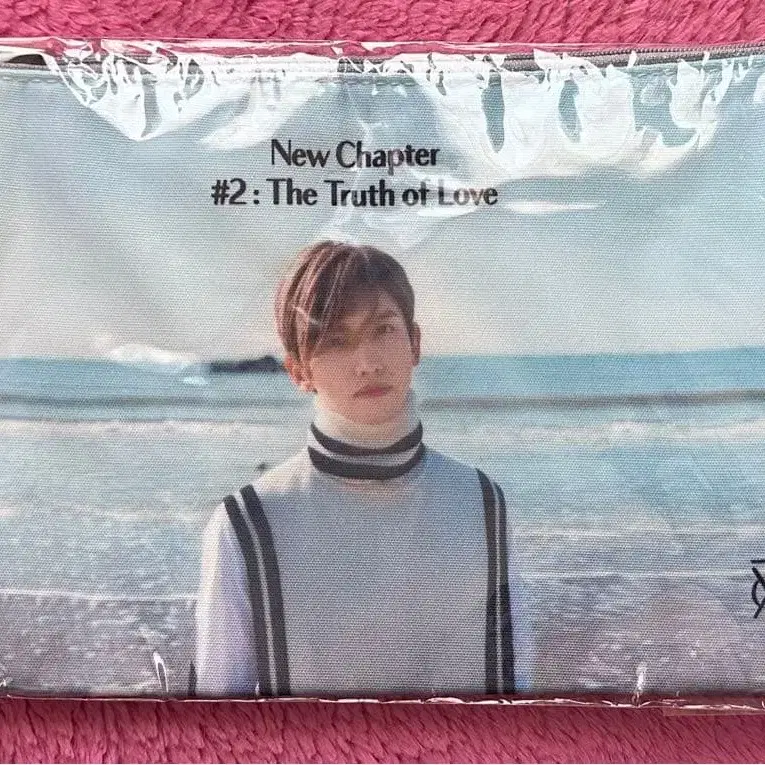 New Chapter
#2 : The Truth of Love